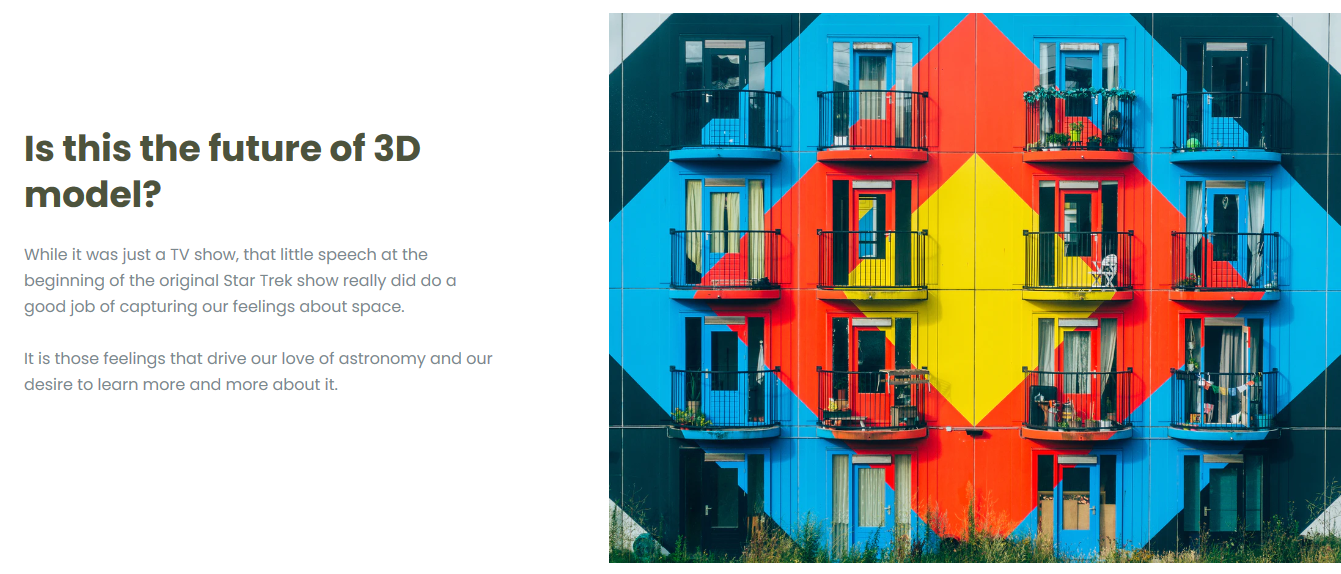 Is this the future of 3D
model?
While it was just a TV show, that little speech at the
beginning of the original Star Trek show really did do a
good job of capturing our feelings about space.
It is those feelings that drive our love of astronomy and our
desire to learn more and more about it.